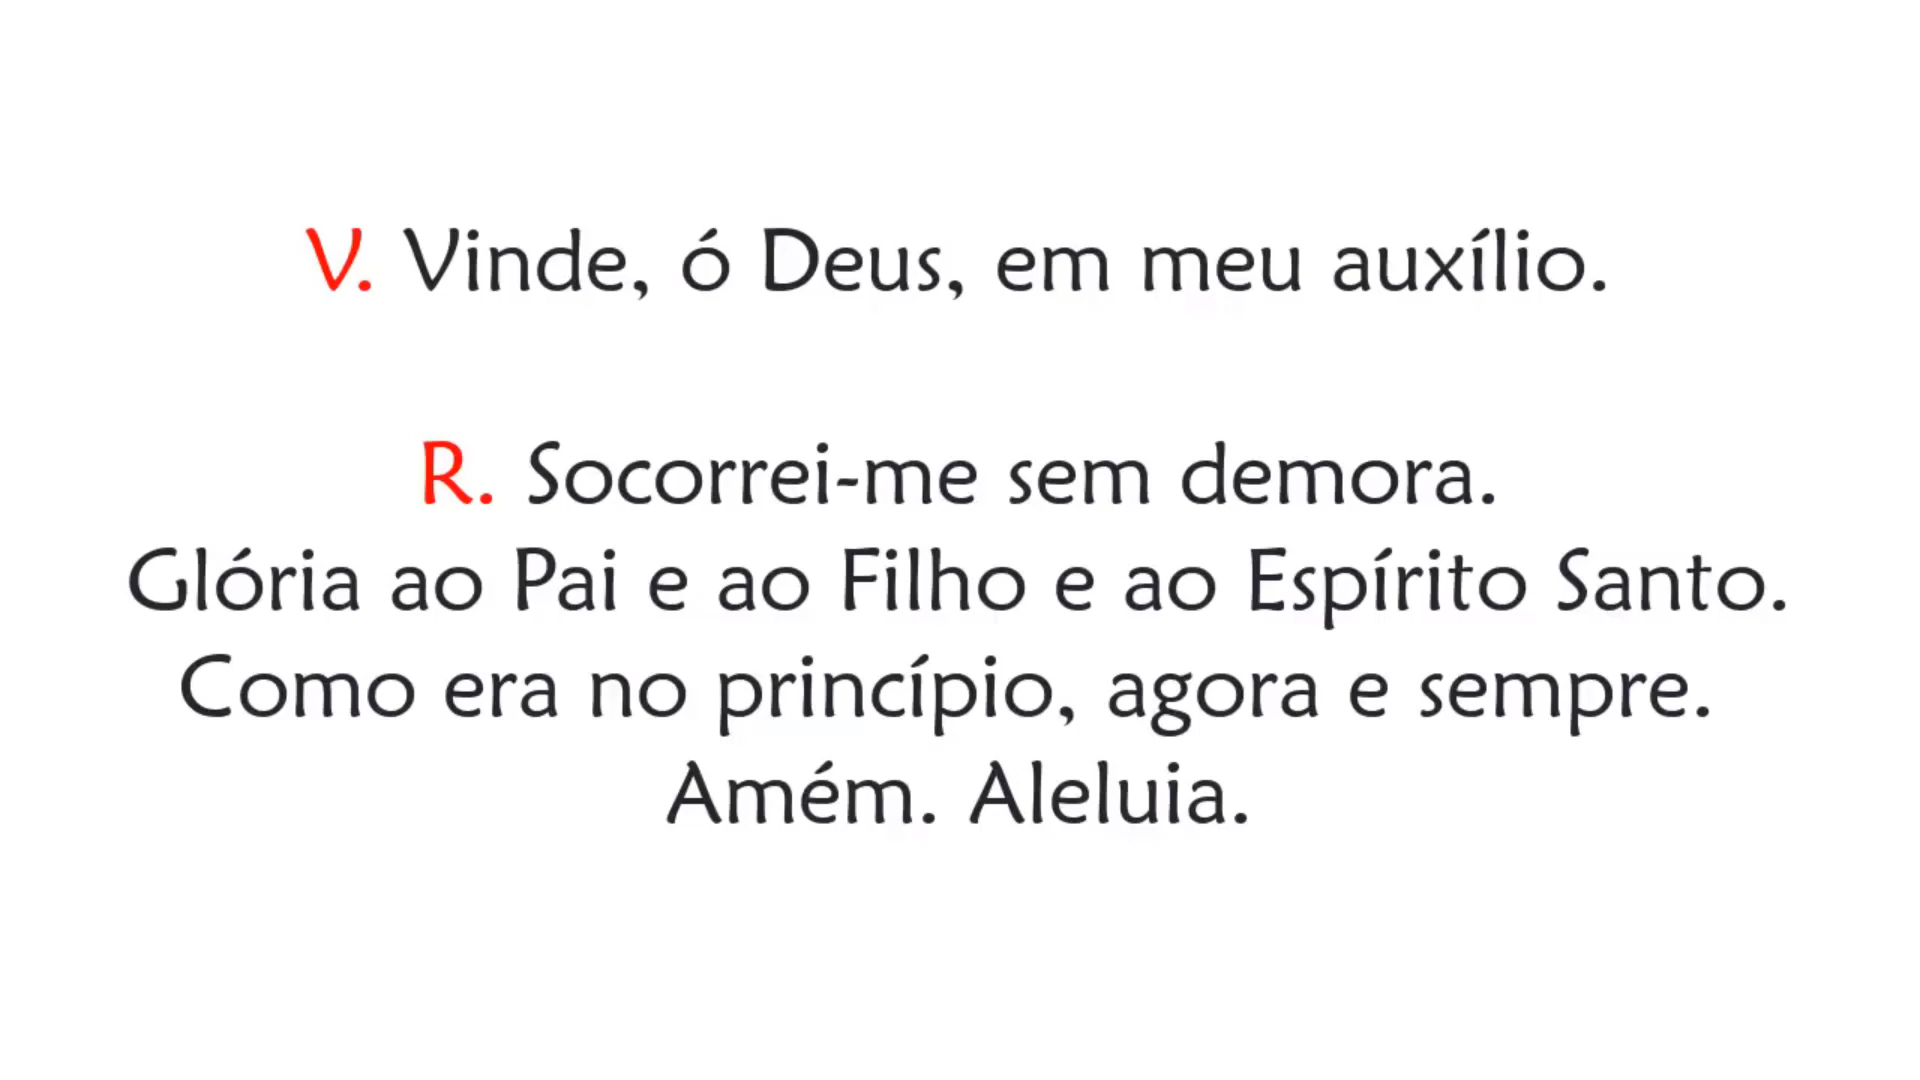 V. Vinde, ó Deus, em meu auxílio.
R. Socorrei-me sem demora.
Glória ao Pai e ao Filho e ao Espírito Santo.
Como era no princípio, agora e sempre.
Amém. Aleluia.